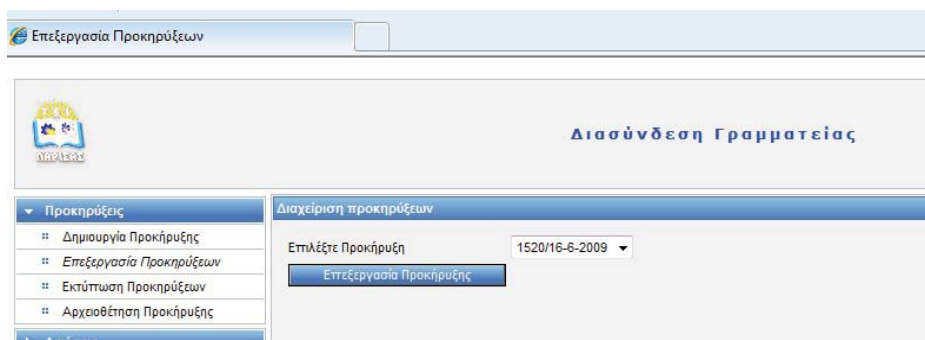 Επεξεργασία Προκηρύξεων
Διασύνδεση Γραμματείας
Προκηρύξεις
Δημιουργία Προκήρυξης
Επεξεργασία Προκηρύξεων
Εκτύπωση Προκηρύξεων
Αρχειοθέτηση Προκήρυξης
Διαχείριση προκηρύξεων
Επιλέξτε Προκήρυξη 1520/16-6-2009
Επεξεργασία Προκήρυξης